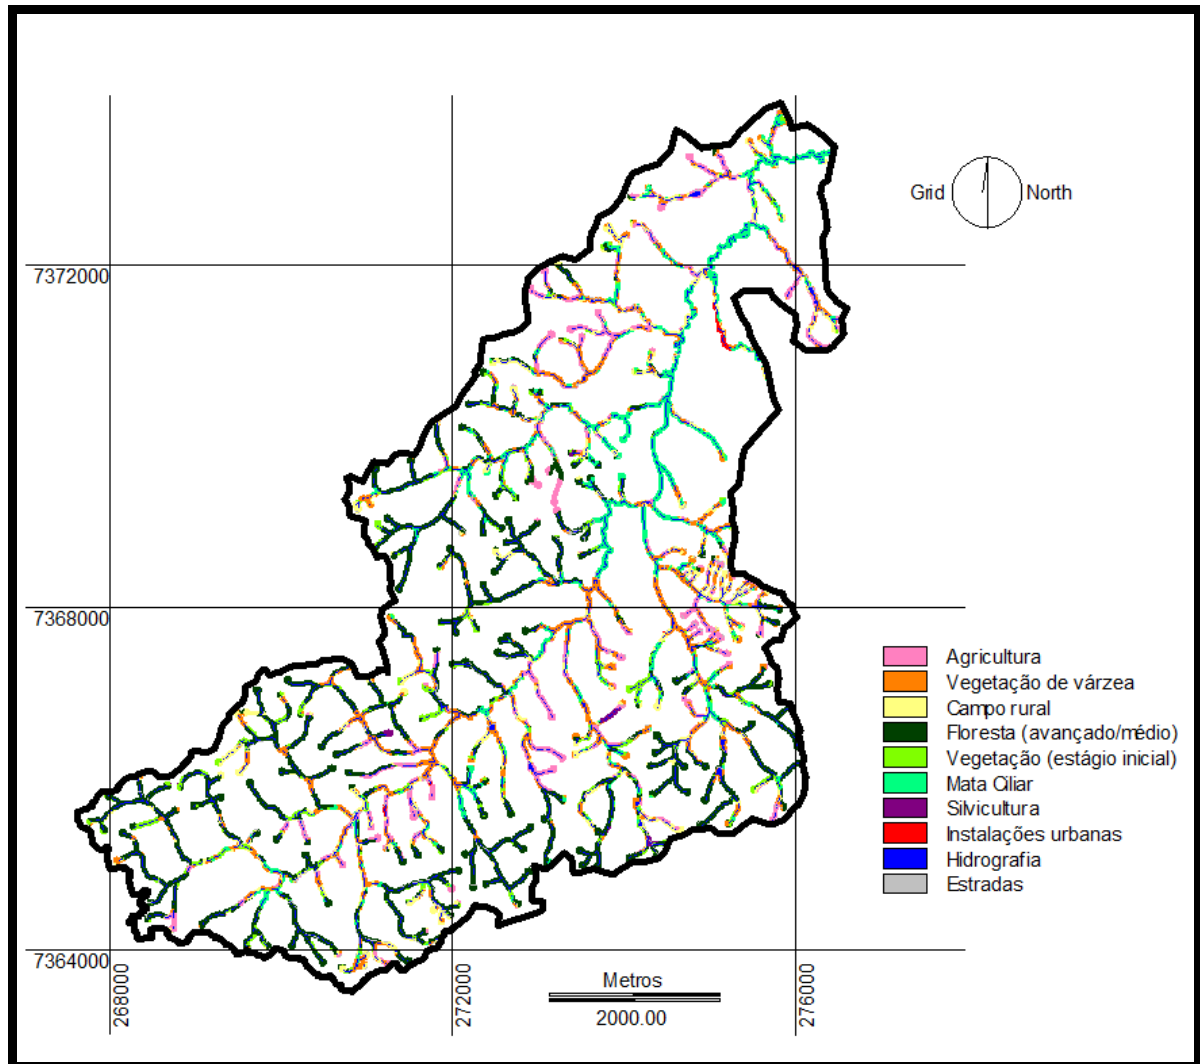 Grid North
7372000
7368000
Agricultura
Vegetação de várzea
Campo rural
Floresta (avançado/médio)
Vegetação (estágio inicial)
Mata Ciliar
Silvicultura
Instalações urbanas
Hidrografia
Estradas
7364000
268000
272000
276000
Metros
2000.00